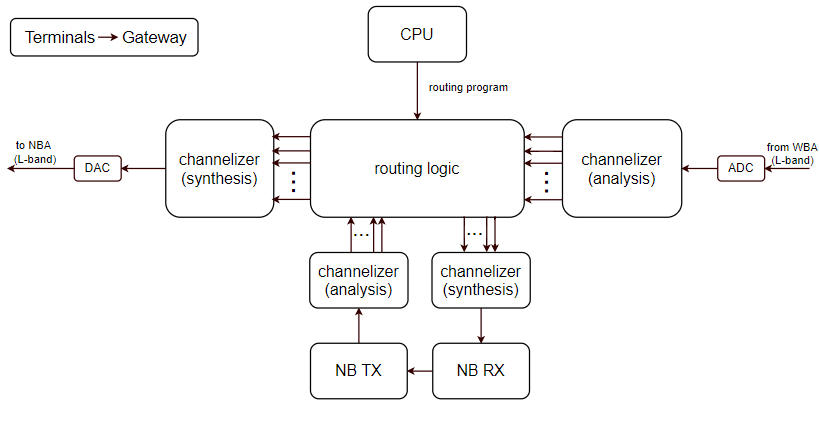 Terminals Gateway
CPU
routing program
to NBA
(L-band)
DAC
channelizer
(synthesis)
routing logic
channelizer
(analysis)
ADC
from WBA
(L-band)
...
...
channelizer
(analysis)
channelizer
(synthesis)
NB TX
NB RX